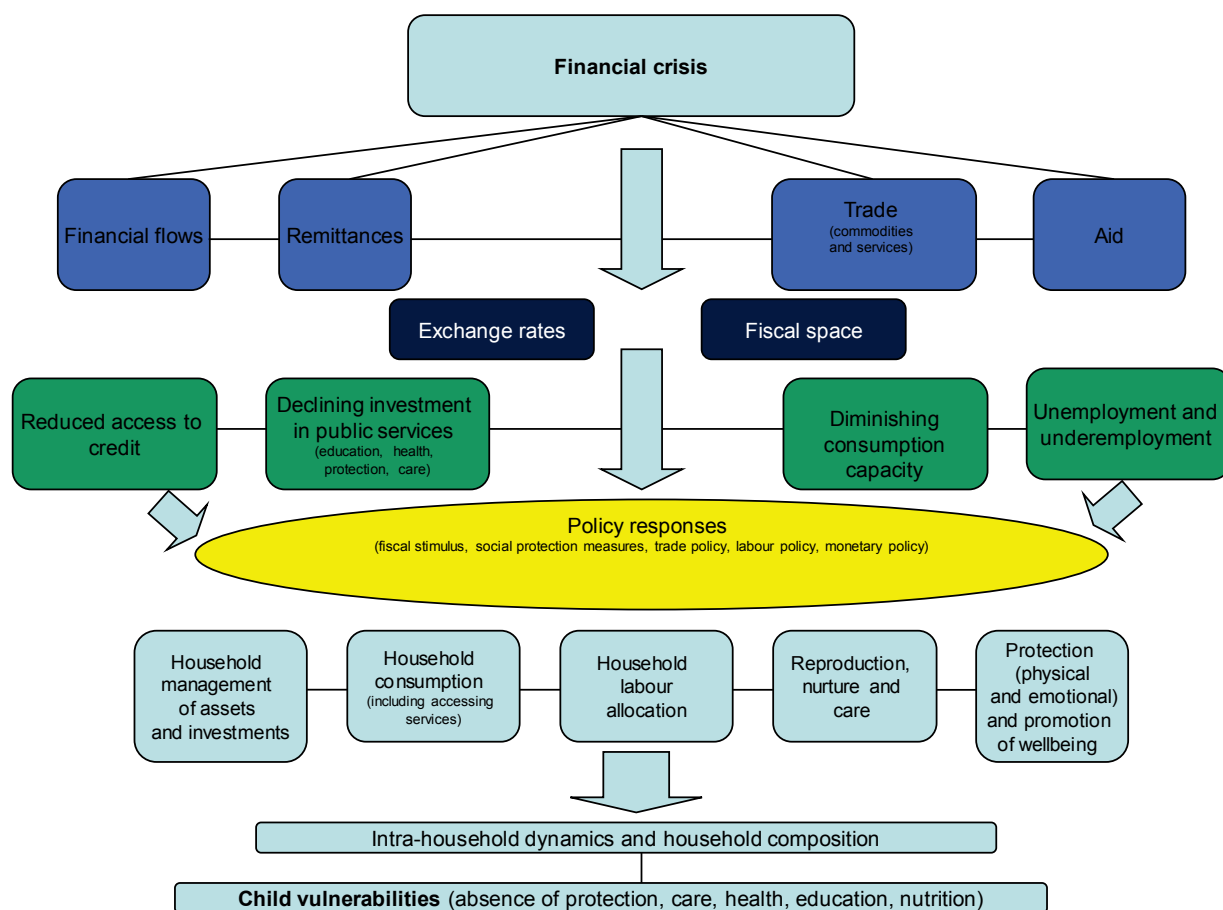 Financial crisis
Financial flows
Remittances
Trade
(commodities
and services)
Aid
Exchange rates
Fiscal space
Reduced access to
credit
Declining investment
in public services
(education, health,
protection, care)
Diminishing
consumption
capacity
Unemployment and
underemployment
Policy responses
(fiscal stimulus, social protection measures, trade policy, labour policy, monetary policy)
Household
management
of assets
and investments
Household
consumption
(including accessing
services)
Household
labour
allocation
Reproduction,
nurture and
care
Protection
(physical
and emotional)
and promotion
of wellbeing
Intra-household dynamics and household composition
Child vulnerabilities (absence of protection, care, health, education, nutrition)